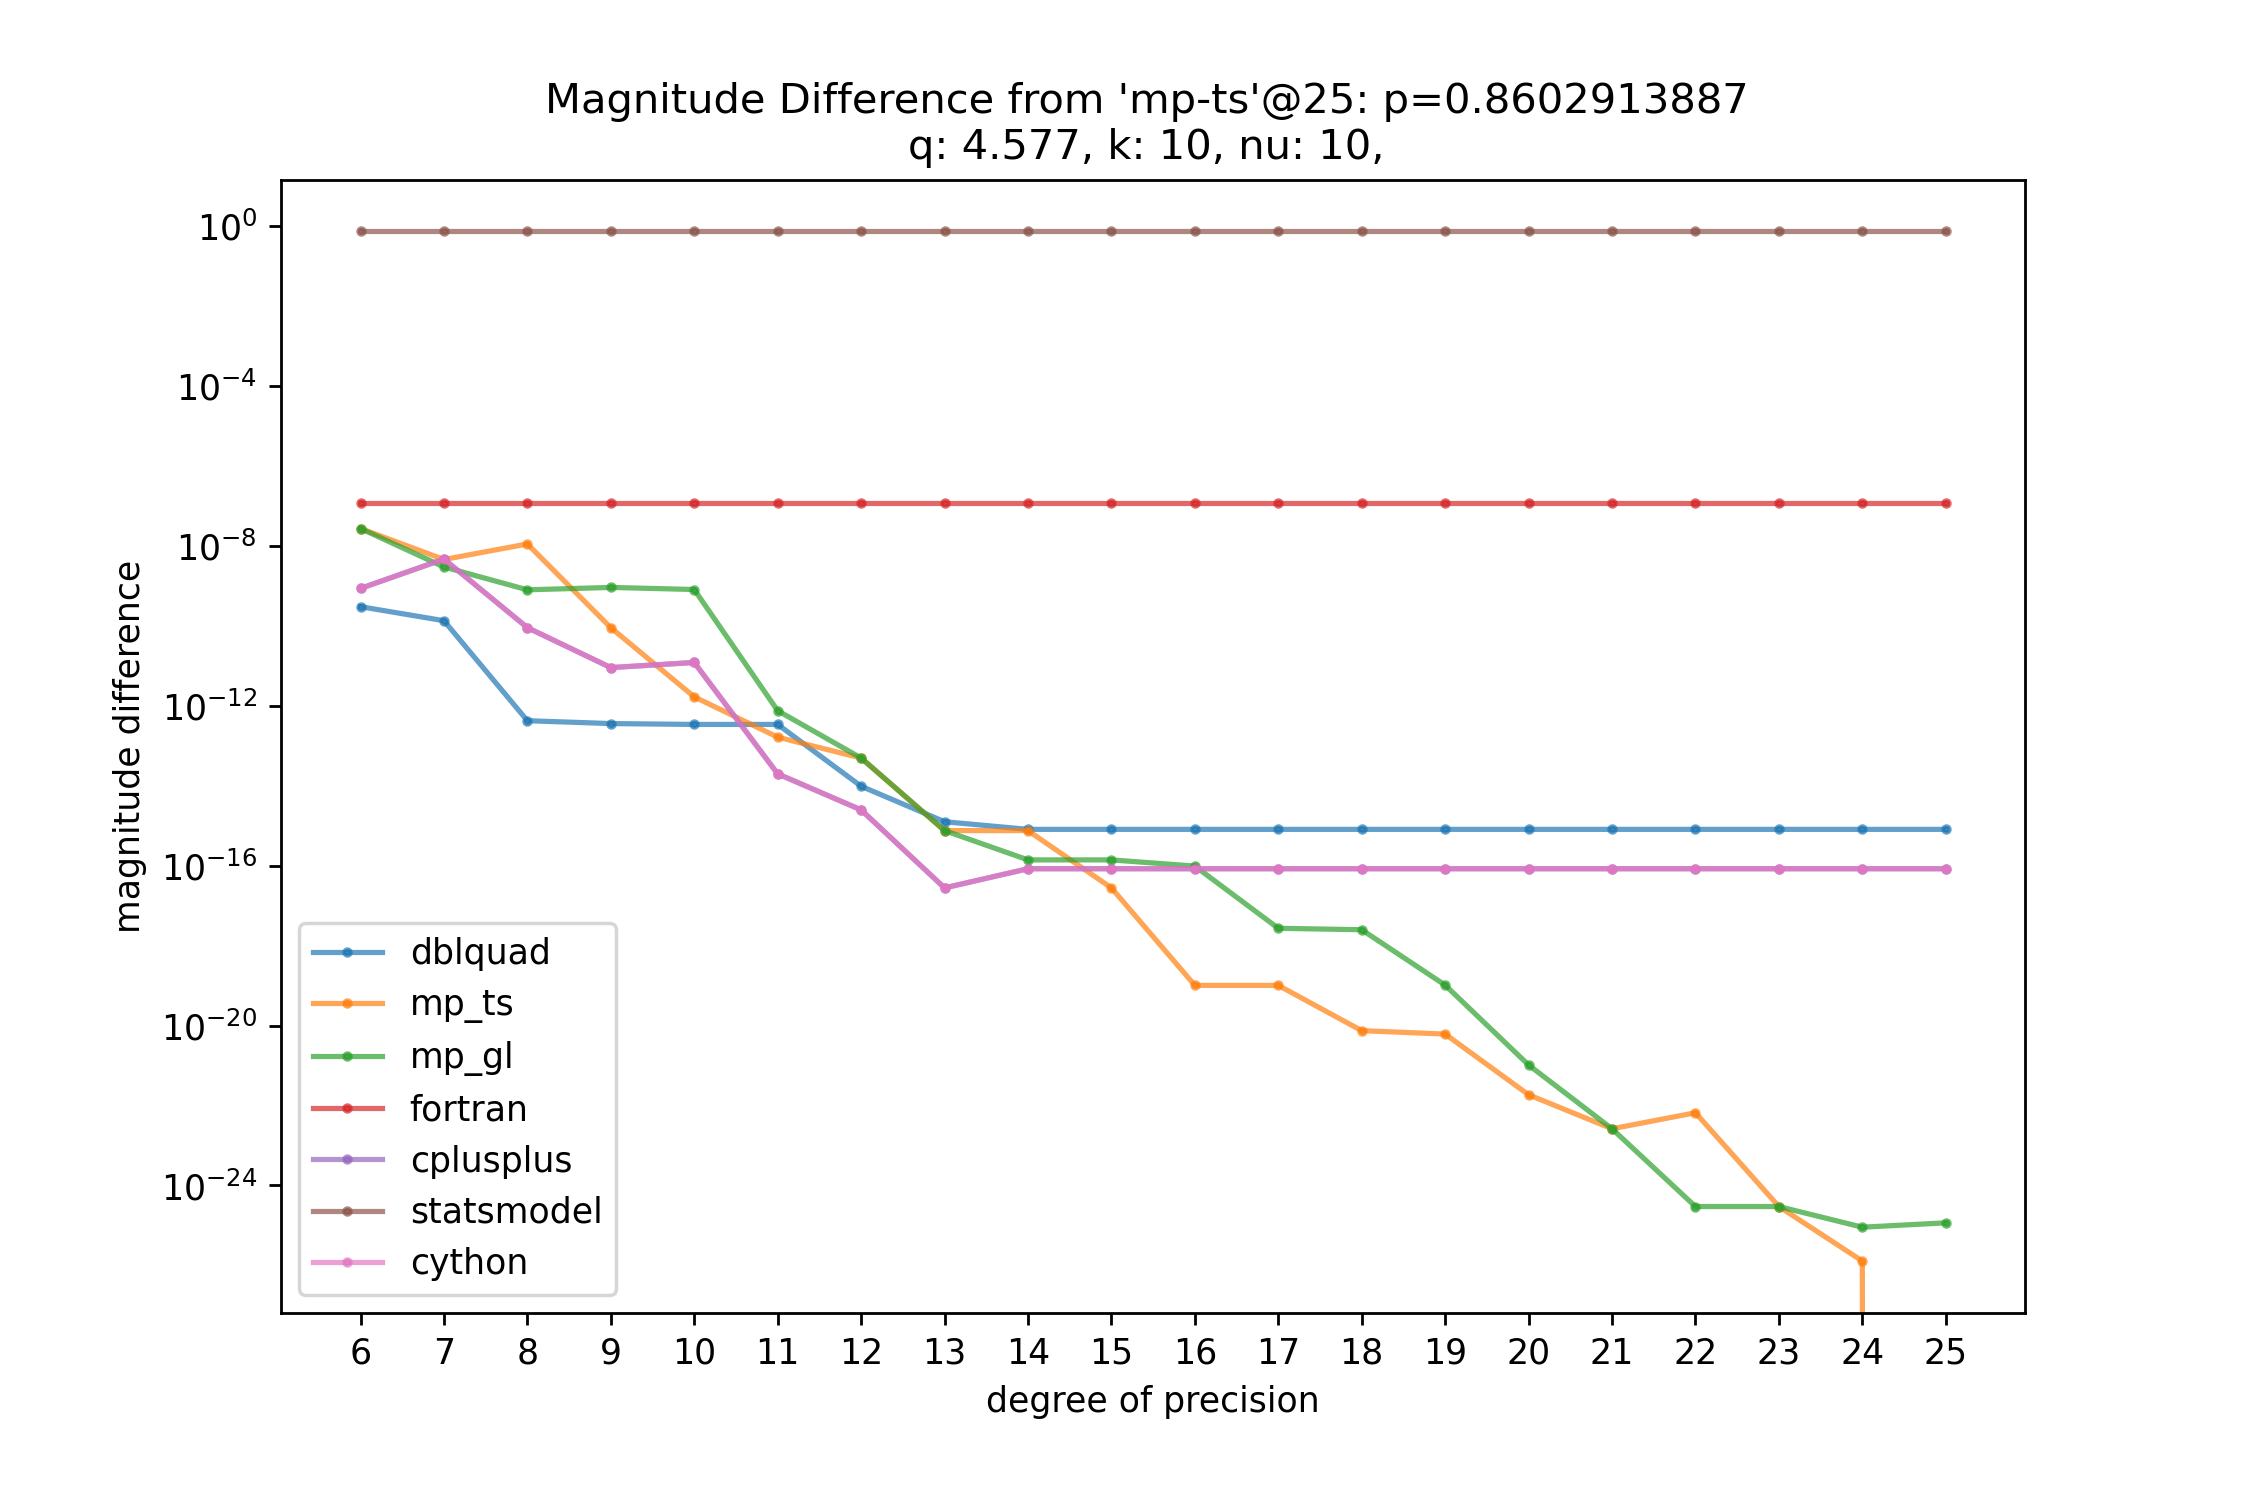 Magnitude Difference from 'mp-ts'@25: p=0.8602913887
q: 4.577, k: 10, nu: 10,
magnitude difference
10⁰
10⁻⁴
10⁻⁸
10⁻¹²
10⁻¹⁶
10⁻²⁰
10⁻²⁴
dblquad
mp_ts
mp_gl
fortran
cplusplus
statsmodel
cython
6 7 8 9 10 11 12 13 14 15 16 17 18 19 20 21 22 23 24 25
degree of precision